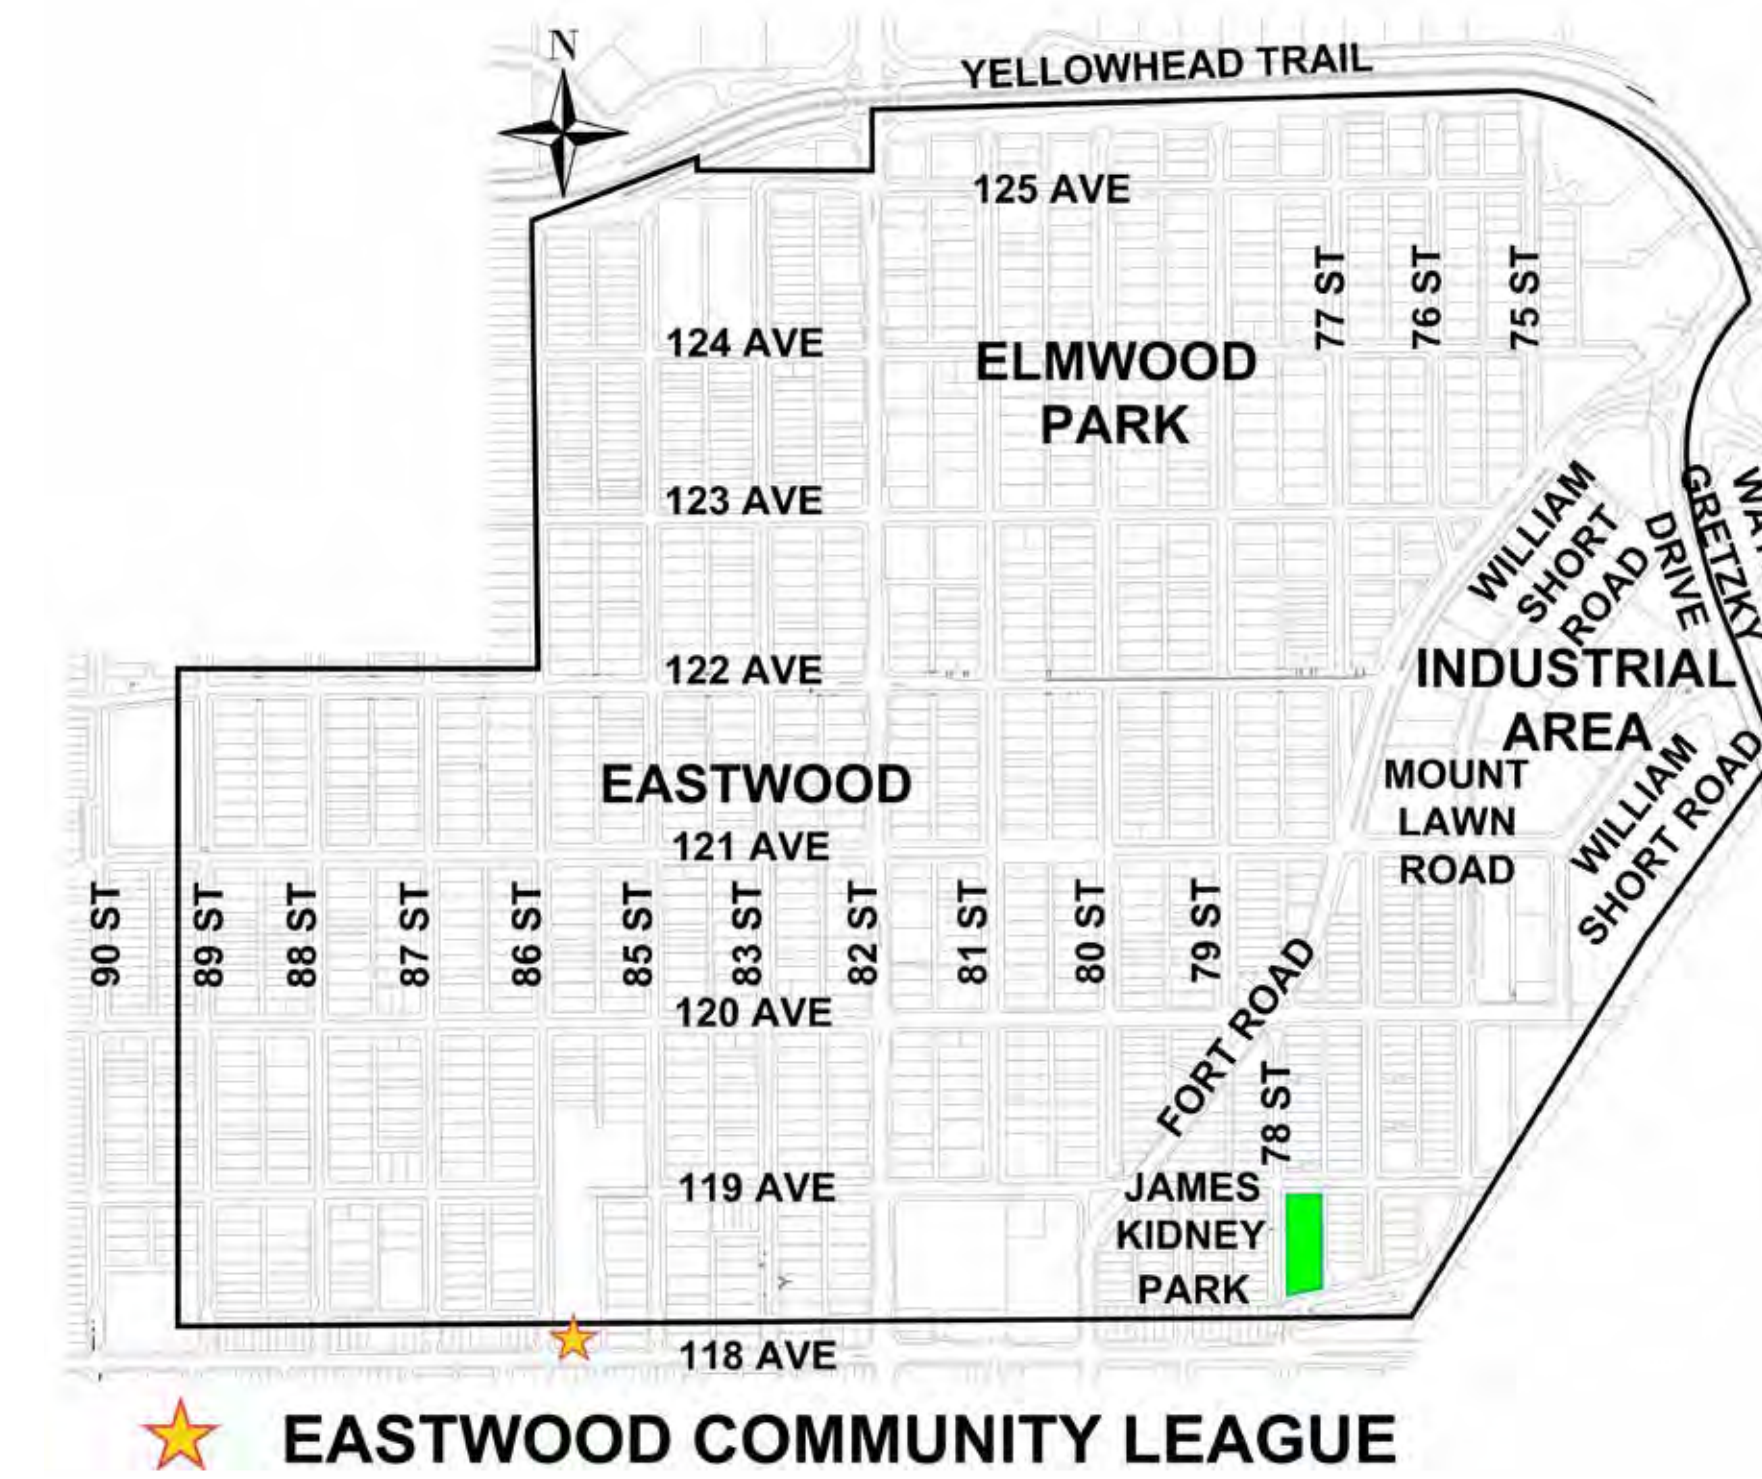 N
YELLOWHEAD TRAIL
125 AVE
77 ST
76 ST
75 ST
124 AVE
ELMWOOD
PARK
123 AVE
WILLIAM
SHORT
ROAD
GRETZKY
DRIVE
122 AVE
INDUSTRIAL
AREA
EASTWOOD
MOUNT
LAWN
ROAD
WILLIAM
SHORT ROAD
121 AVE
90 ST
89 ST
88 ST
87 ST
86 ST
85 ST
83 ST
82 ST
81 ST
80 ST
79 ST
120 AVE
FORT ROAD
78 ST
119 AVE
JAMES
KIDNEY
PARK
118 AVE
EASTWOOD COMMUNITY LEAGUE